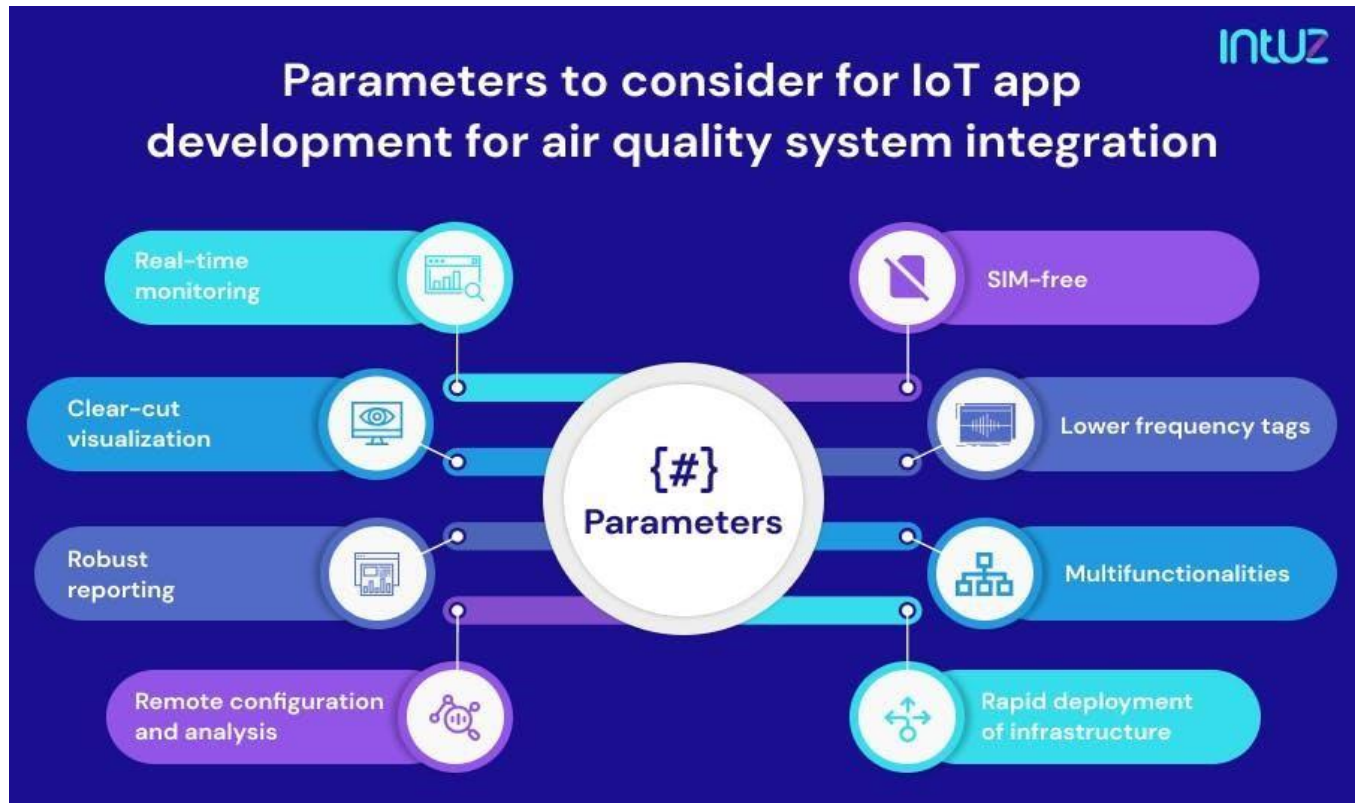 INTUZ
Parameters to consider for IoT app
development for air quality system integration
Real-time
monitoring
Clear-cut
visualization
Robust
reporting
Remote configuration
and analysis
{#}
Parameters
SIM-free
Lower frequency tags
Multifunctionalities
Rapid deployment
of infrastructure